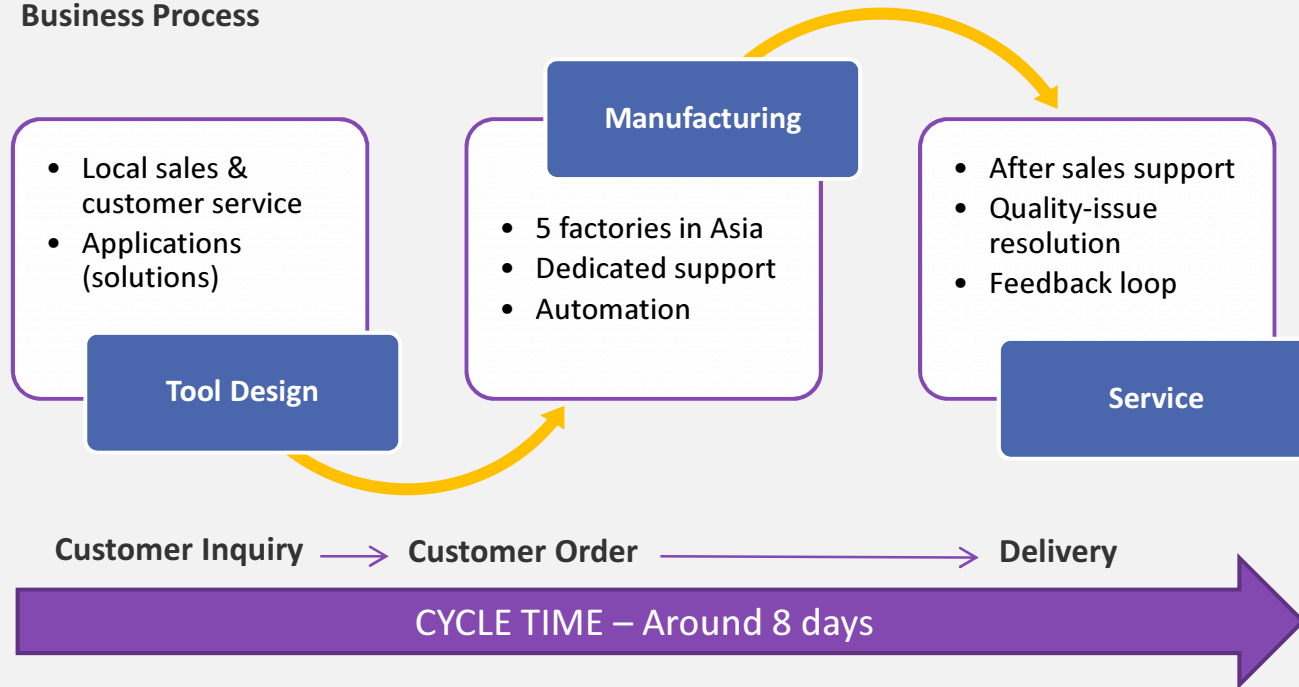 Business Process
• Local sales &
customer service
• Applications
(solutions)
Tool Design
Manufacturing
• 5 factories in Asia
• Dedicated support
• Automation
• After sales support
• Quality-issue
resolution
• Feedback loop
Service
Customer Inquiry
Customer Order
Delivery
CYCLE TIME – Around 8 days